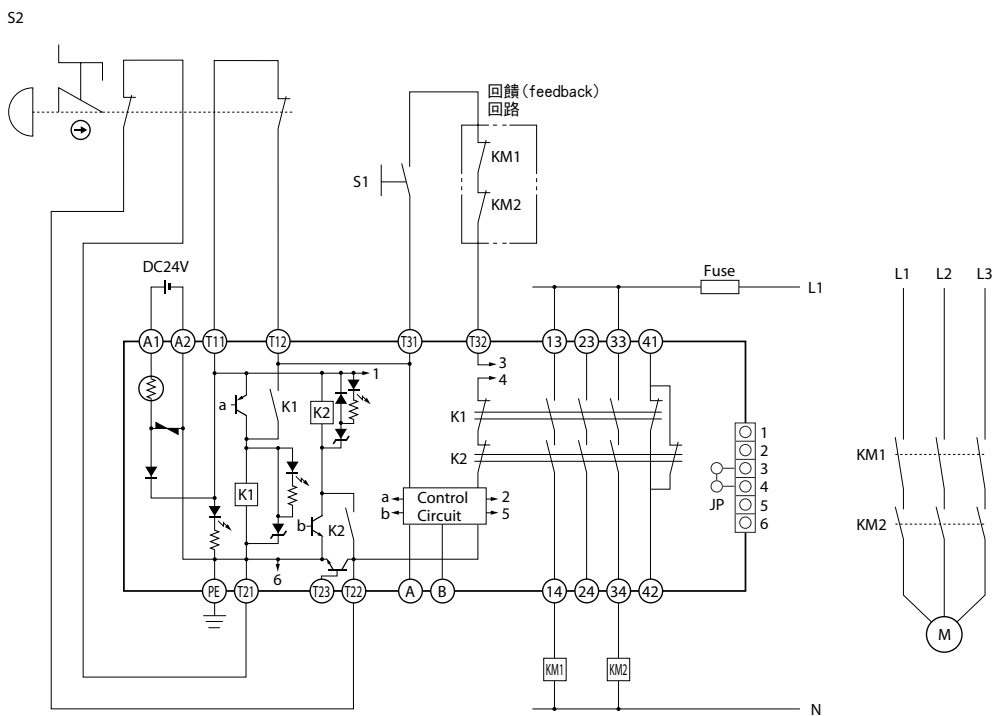 S2
回饋(feedback)
回路
KM1
S1
KM2
DC24V
Fuse
L1
L1 L2 L3
A1 A2 T11 T12 T31 T32 13 23 33 41
3
1
4
a
K1
K2
K1
1
2
K2
KM1
3
4
K1
a
Control
Circuit
2
JP
5
b
5
b
K2
6
KM2
6
PE T21 T23 T22 A B 14 24 34 42
M
KM1 KM2
N